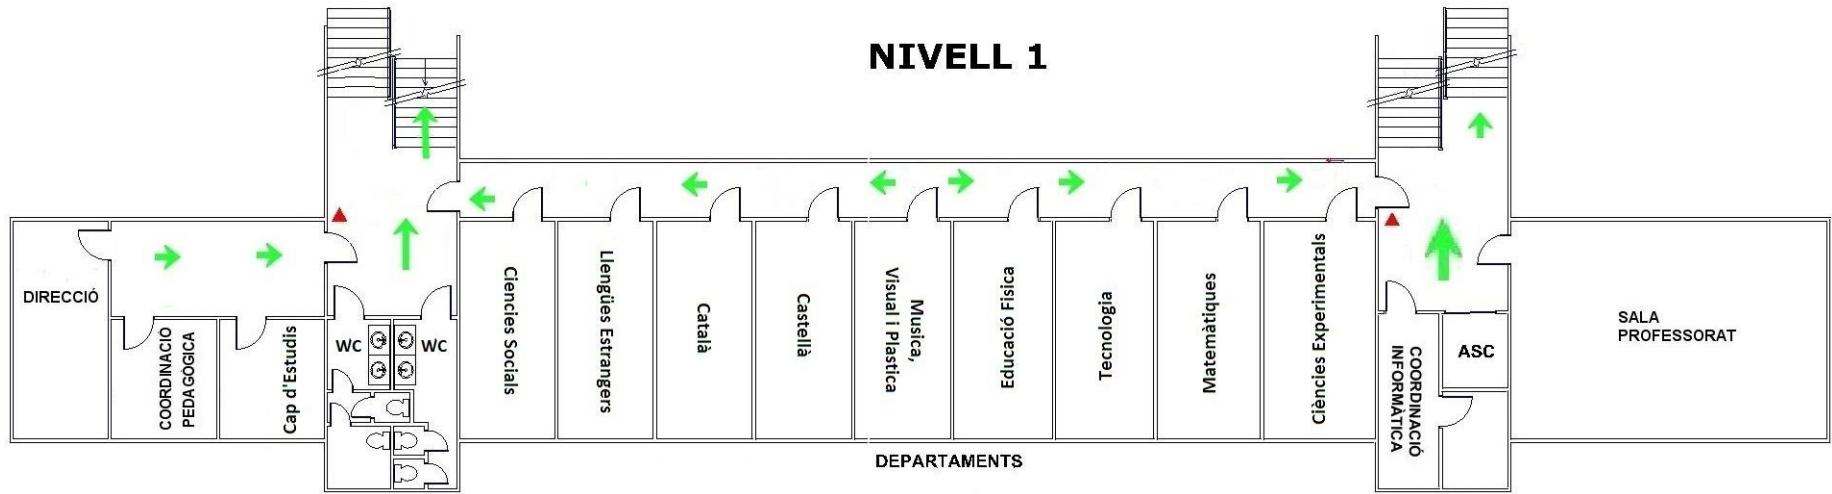 NIVELL 1
DIRECCIÓ
COORDINACIÓ
PEDAGÒGICA
Cap d'Estudis
WC
WC
Ciencies Socials
Llengües Estrangers
Català
Castellà
Musica,
Visual i Plastica
Educació Fisica
Tecnologia
Matemàtiques
Ciències Experimentals
COORDINACIÓ
INFORMÀTICA
ASC
SALA
PROFESSORAT
DEPARTAMENTS